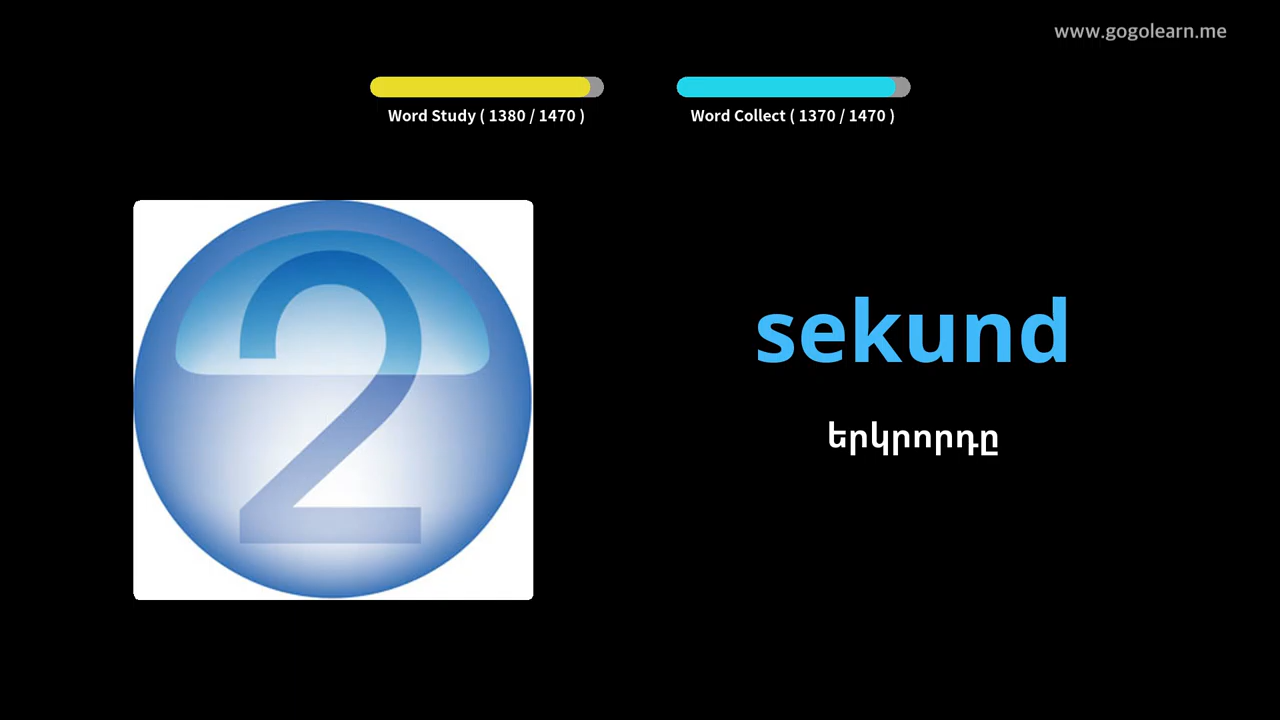 www.gogolearn.me
Word Study ( 1380 / 1470 )
Word Collect ( 1370 / 1470 )
2
sekund
երկրորդը